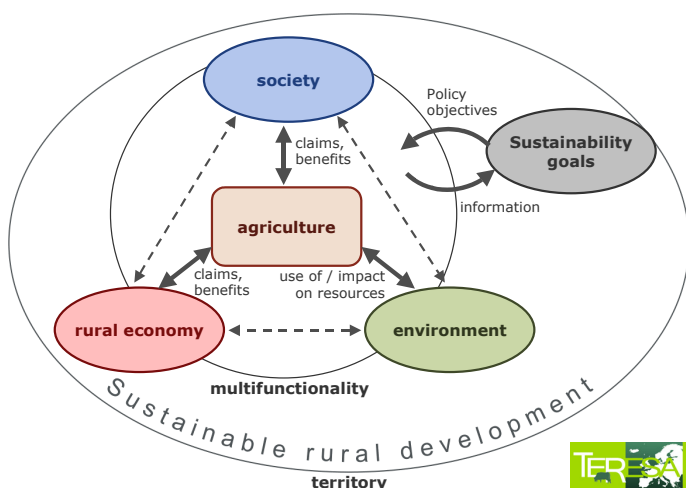 society
Policy
objectives
Sustainability
goals
claims,
benefits
information
agriculture
claims,
benefits
use of / impact
on resources
rural economy
environment
multifunctionality
Sustainable rural development
territory
TERESA